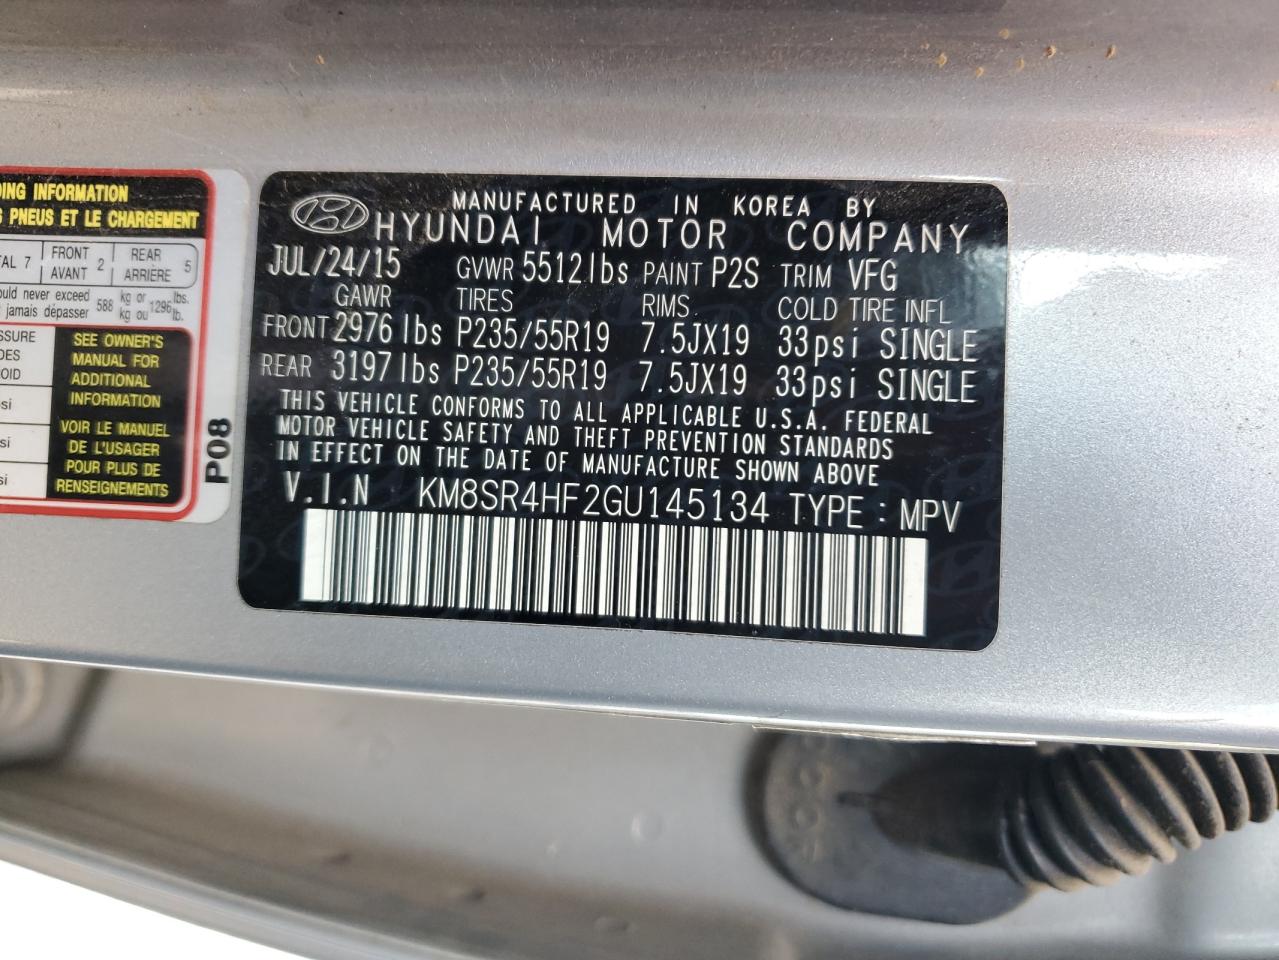 DING INFORMATION
S PNEUS ET LE CHARGEMENT
TAL 7 FRONT AVANT 2 REAR ARRIÈRE 5
ould never exceed
jamais dépasser 588 kg or kg ou 1296 lbs. lb.
SSURE
DES
OID
SEE OWNER'S
MANUAL FOR
ADDITIONAL
INFORMATION
VOIR LE MANUEL
DE L'USAGER
POUR PLUS DE
RENSEIGNEMENTS
si
si
si
P08
MANUFACTURED IN KOREA BY
HYUNDAI MOTOR COMPANY
JUL/24/15 GVWR 5512lbs PAINT P2S TRIM VFG
GAWR TIRES RIMS COLD TIRE INFL
FRONT 2976 lbs P235/55R19 7.5JX19 33psi SINGLE
REAR 3197 lbs P235/55R19 7.5JX19 33psi SINGLE
THIS VEHICLE CONFORMS TO ALL APPLICABLE U.S.A. FEDERAL
MOTOR VEHICLE SAFETY AND THEFT PREVENTION STANDARDS
IN EFFECT ON THE DATE OF MANUFACTURE SHOWN ABOVE
V.I.N KM8SR4HF2GU145134 TYPE : MPV